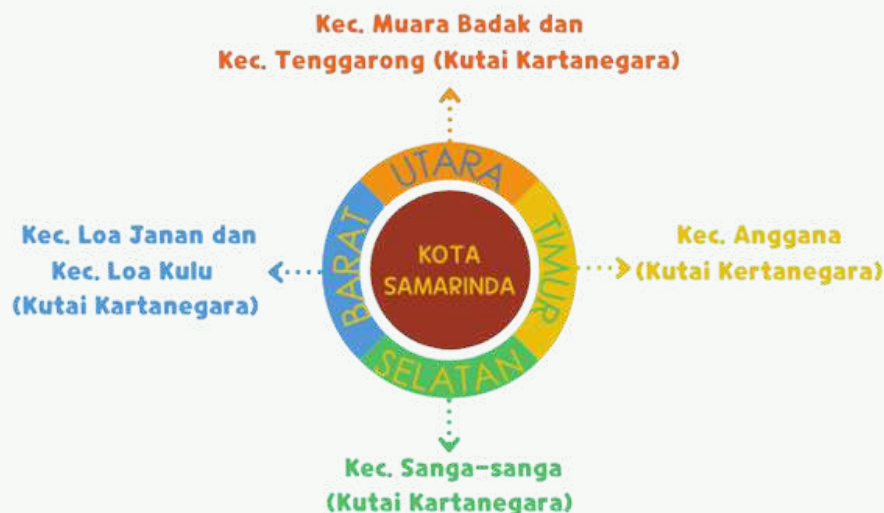 Kec. Muara Badak dan
Kec. Tenggarong (Kutai Kartanegara)
UTARA
Kec. Loa Janan dan
Kec. Loa Kulu
(Kutai Kartanegara)
BARAT
KOTA
SAMARINDA
TIMUR
Kec. Anggana
(Kutai Kertanegara)
SELATAN
Kec. Sanga-sanga
(Kutai Kartanegara)